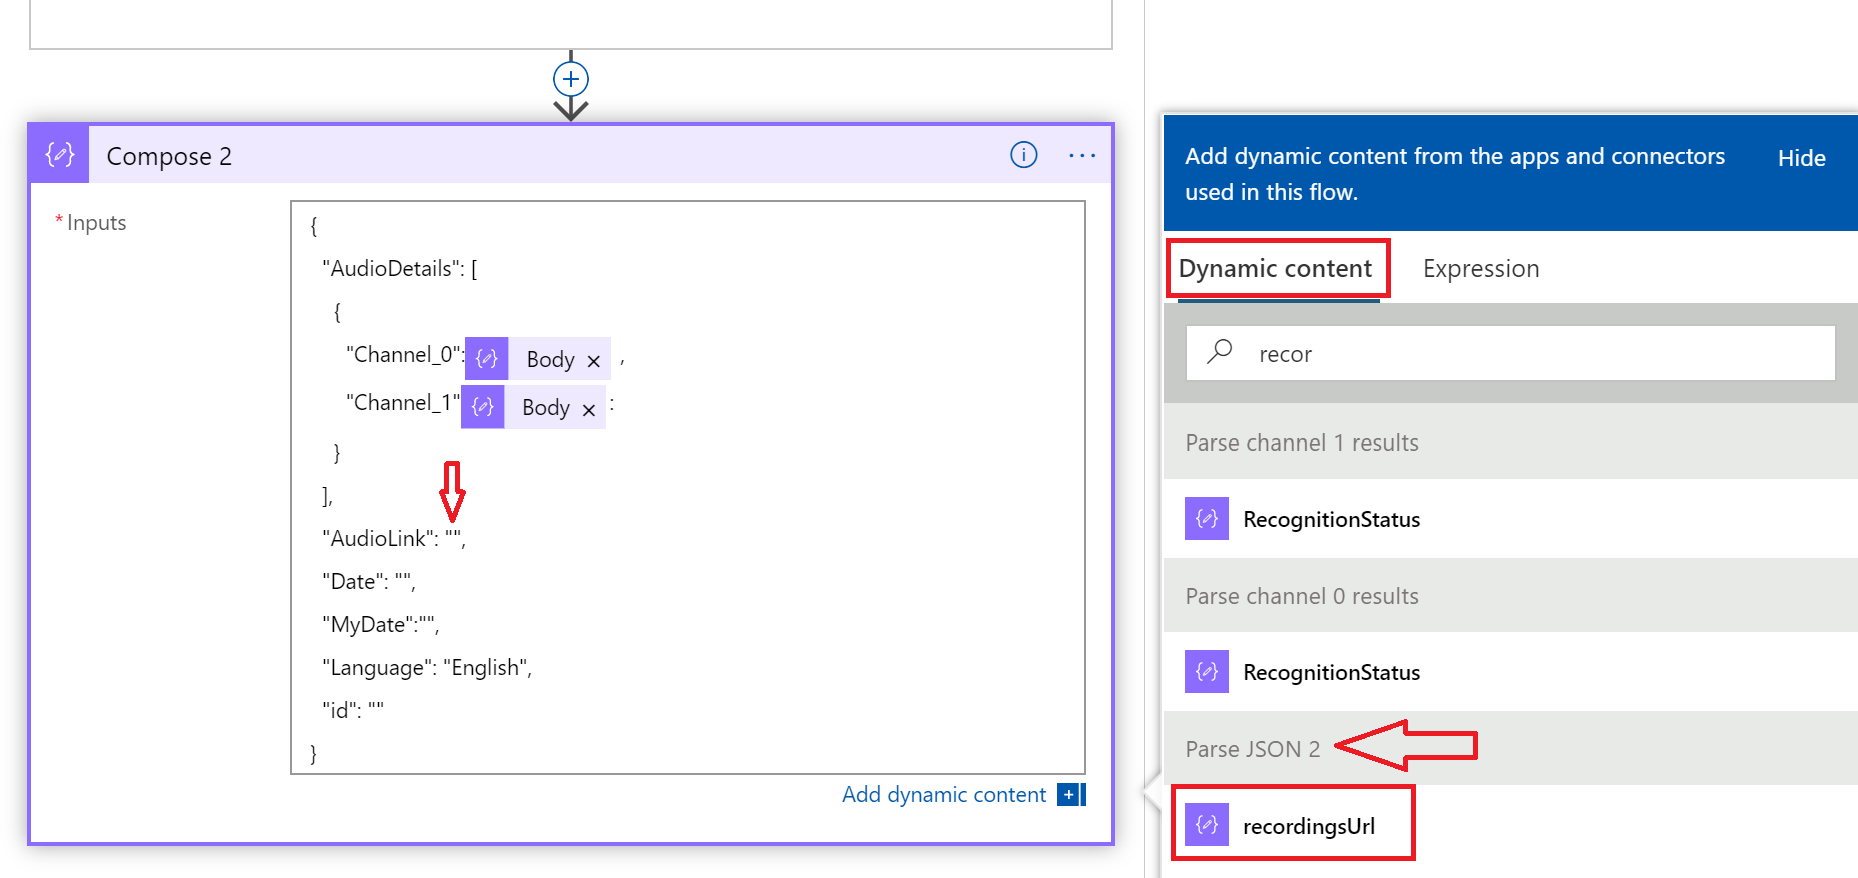 Compose 2
* Inputs
{
"AudioDetails": [
{
"Channel_0": Body × ,
"Channel_1" Body × :
}
],
"AudioLink": "",
"Date": "",
"MyDate":"",
"Language": "English",
"id": ""
}
Add dynamic content
Add dynamic content from the apps and connectors
used in this flow.
Hide
Dynamic content
Expression
recor
Parse channel 1 results
RecognitionStatus
Parse channel 0 results
RecognitionStatus
Parse JSON 2
recordingsUrl